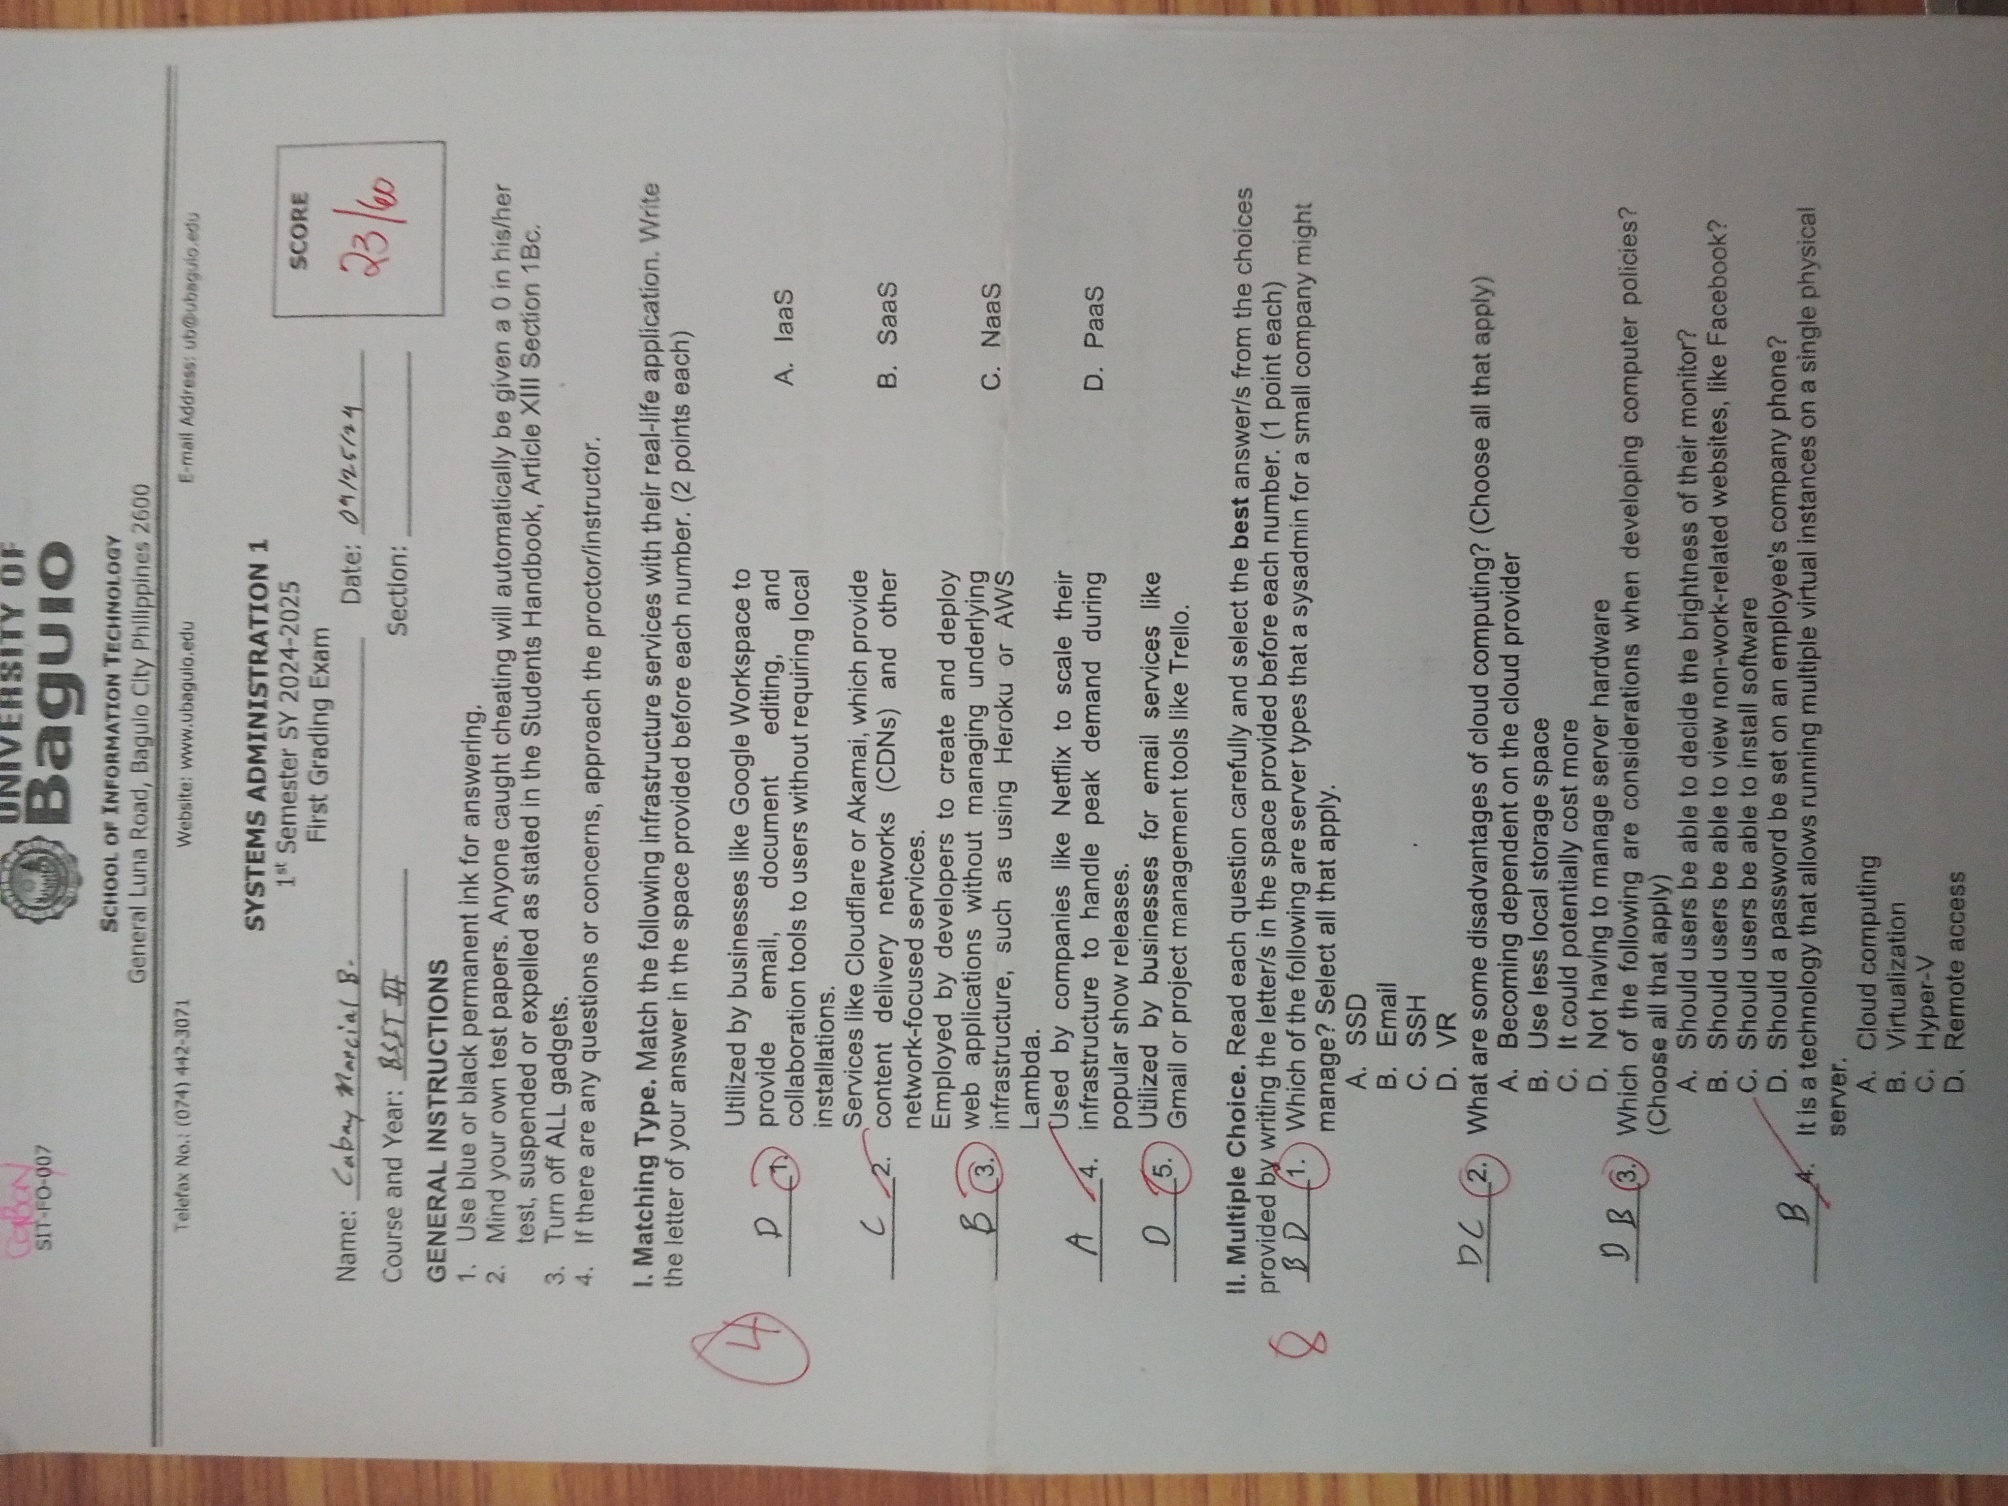 CARBON
SIT-FO-007
UNIVERSITY OF
Baguio
SCHOOL OF INFORMATION TECHNOLOGY
General Luna Road, Baguio City Philippines 2600
Telefax No.: (074) 442-3071 Website: www.ubaguio.edu E-mail Address: ub@ubaguio.edu
SYSTEMS ADMINISTRATION 1
1st Semester SY 2024-2025
First Grading Exam
SCORE
23/60
Name: Cabay Marcial B. Date: 09/25/24
Course and Year: BSIT III Section:
GENERAL INSTRUCTIONS
1. Use blue or black permanent ink for answering.
2. Mind your own test papers. Anyone caught cheating will automatically be given a 0 in his/her
test, suspended or expelled as stated in the Students Handbook, Article XIII Section 1Bc.
3. Turn off ALL gadgets.
4. If there are any questions or concerns, approach the proctor/instructor.
I. Matching Type. Match the following infrastructure services with their real-life application. Write
the letter of your answer in the space provided before each number. (2 points each)
4
D 1. Utilized by businesses like Google Workspace to
provide email, document editing, and
collaboration tools to users without requiring local
installations.
A. IaaS
C 2. Services like Cloudflare or Akamai, which provide
content delivery networks (CDNs) and other
network-focused services.
B. SaaS
B 3. Employed by developers to create and deploy
web applications without managing underlying
infrastructure, such as using Heroku or AWS
Lambda.
C. NaaS
A 4. Used by companies like Netflix to scale their
infrastructure to handle peak demand during
popular show releases.
D. PaaS
D 5. Utilized by businesses for email services like
Gmail or project management tools like Trello.
II. Multiple Choice. Read each question carefully and select the best answer/s from the choices
provided by writing the letter/s in the space provided before each number. (1 point each)
8
B D 1. Which of the following are server types that a sysadmin for a small company might
manage? Select all that apply.
A. SSD
B. Email
C. SSH
D. VR
DC 2. What are some disadvantages of cloud computing? (Choose all that apply)
A. Becoming dependent on the cloud provider
B. Use less local storage space
C. It could potentially cost more
D. Not having to manage server hardware
D B 3. Which of the following are considerations when developing computer policies?
(Choose all that apply)
A. Should users be able to decide the brightness of their monitor?
B. Should users be able to view non-work-related websites, like Facebook?
C. Should users be able to install software
D. Should a password be set on an employee's company phone?
B 4. It is a technology that allows running multiple virtual instances on a single physical
server.
A. Cloud computing
B. Virtualization
C. Hyper-V
D. Remote access